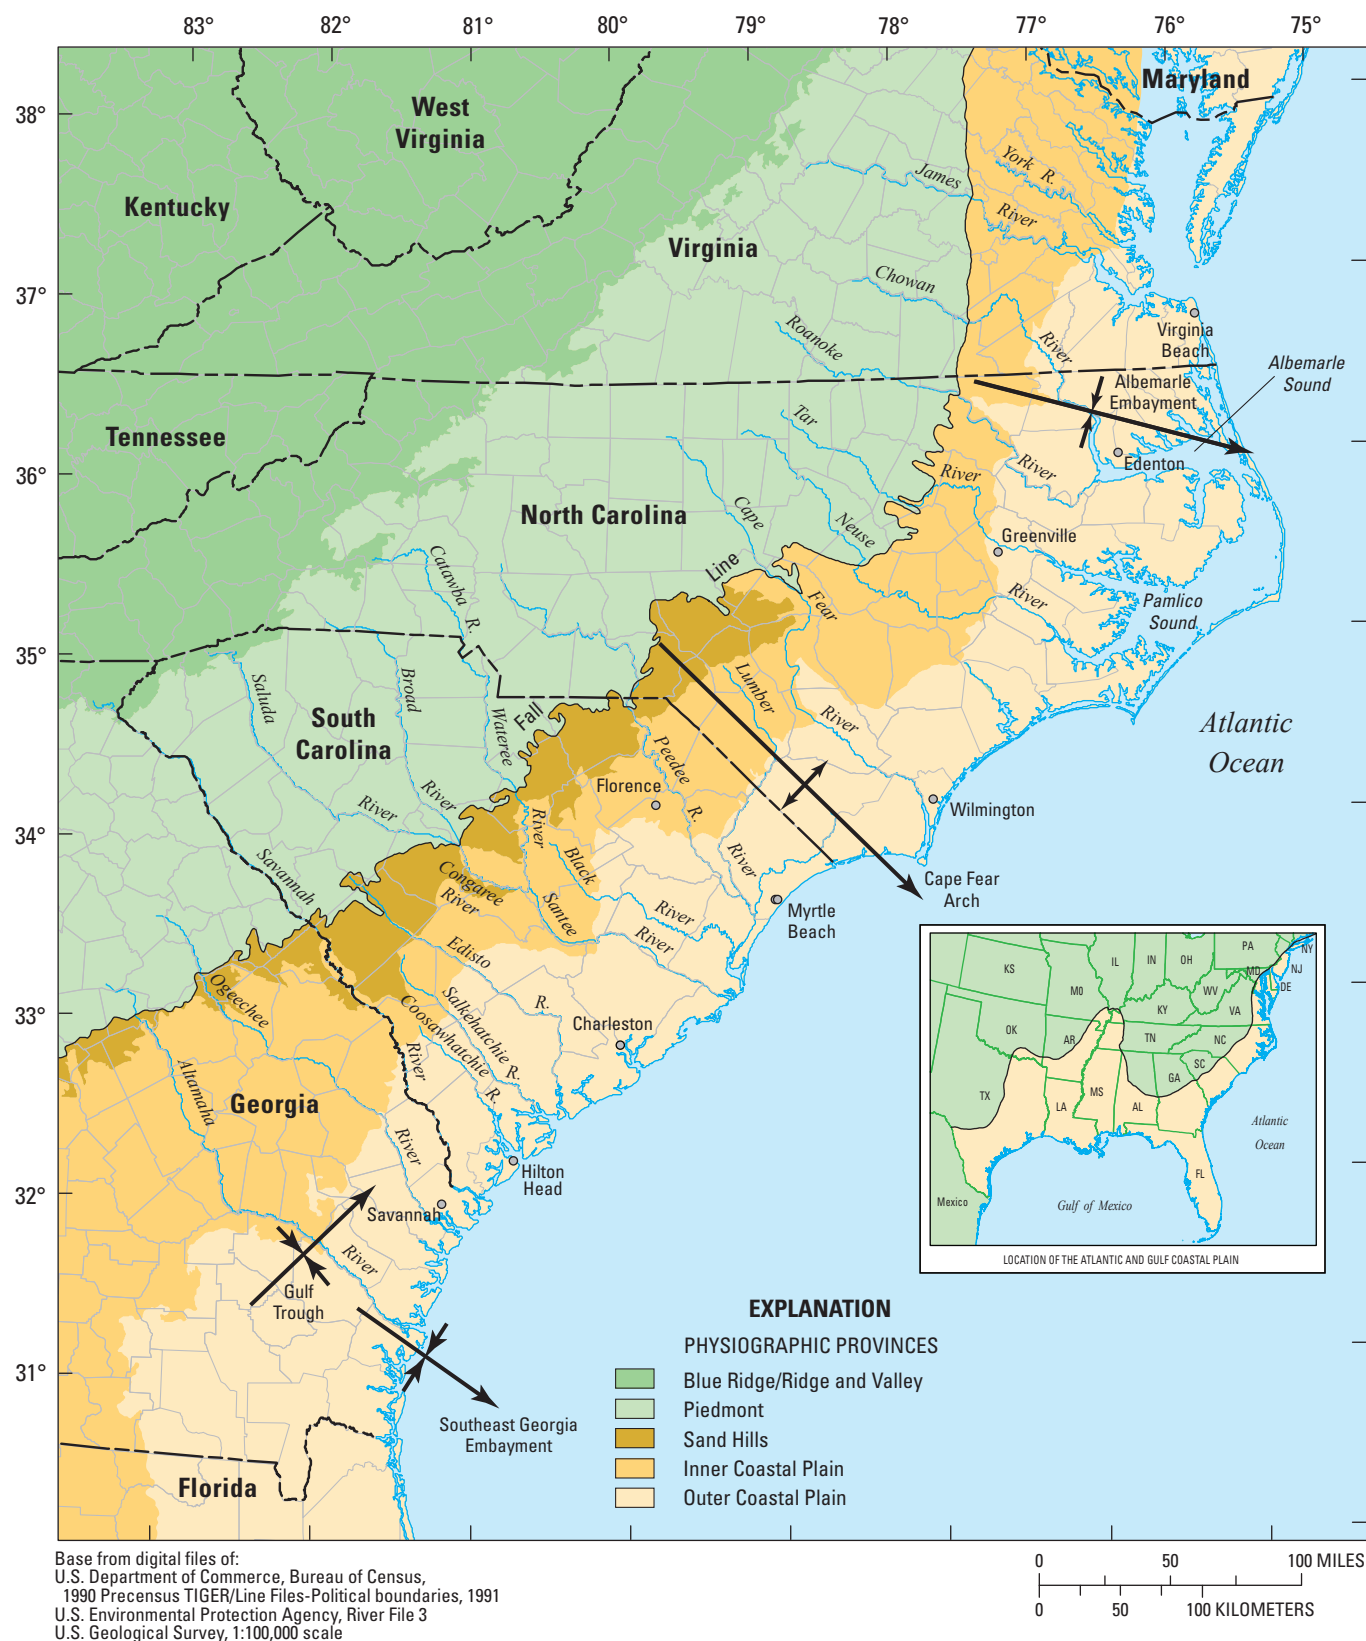 83° 82° 81° 80° 79° 78° 77° 76° 75°
38°
37°
36°
35°
34°
33°
32°
31°
West
Virginia
Maryland
Kentucky
Virginia
Tennessee
North Carolina
South
Carolina
Georgia
Florida
York R.
James
River
Chowan
River
Roanoke
River
Tar
River
Neuse
River
Cape
Fear
River
Catawba R.
Wateree
River
Broad
River
Saluda
River
Lumber
River
Peedee
R.
Black
River
Congaree
River
Santee
River
Savannah
River
Edisto
R.
Salkehatchie R.
Coosawhatchie R.
Ogeechee
River
Altamaha
River
Fall
Line
Virginia
Beach
Albemarle
Sound
Albemarle
Embayment
Edenton
Greenville
Pamlico
Sound
Atlantic
Ocean
Wilmington
Florence
Cape Fear
Arch
Myrtle
Beach
Charleston
Hilton
Head
Savannah
Gulf
Trough
Southeast Georgia
Embayment
KS
MO
IL
IN
OH
PA
NY
NJ
MD
DE
WV
VA
KY
OK
AR
TN
NC
SC
GA
TX
LA
MS
AL
FL
Mexico
Gulf of Mexico
Atlantic
Ocean
LOCATION OF THE ATLANTIC AND GULF COASTAL PLAIN
EXPLANATION
PHYSIOGRAPHIC PROVINCES
Blue Ridge/Ridge and Valley
Piedmont
Sand Hills
Inner Coastal Plain
Outer Coastal Plain
Base from digital files of:
U.S. Department of Commerce, Bureau of Census,
1990 Precensus TIGER/Line Files-Political boundaries, 1991
U.S. Environmental Protection Agency, River File 3
U.S. Geological Survey, 1:100,000 scale
0 50 100 MILES
0 50 100 KILOMETERS